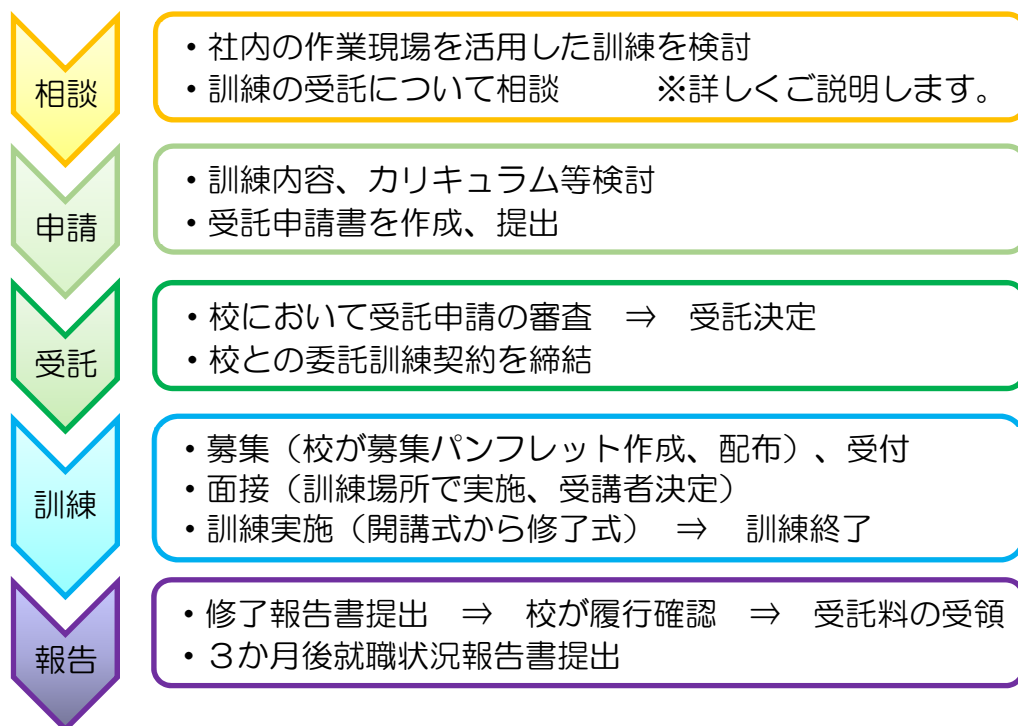 相談
・社内の作業現場を活用した訓練を検討
・訓練の受託について相談　　　※詳しくご説明します。
申請
・訓練内容、カリキュラム等検討
・受託申請書を作成、提出
受託
・校において受託申請の審査　⇒　受託決定
・校との委託訓練契約を締結
訓練
・募集（校が募集パンフレット作成、配布）、受付
・面接（訓練場所で実施、受講者決定）
・訓練実施（開講式から修了式）　⇒　訓練終了
報告
・修了報告書提出　⇒　校が履行確認　⇒　受託料の受領
・３か月後就職状況報告書提出